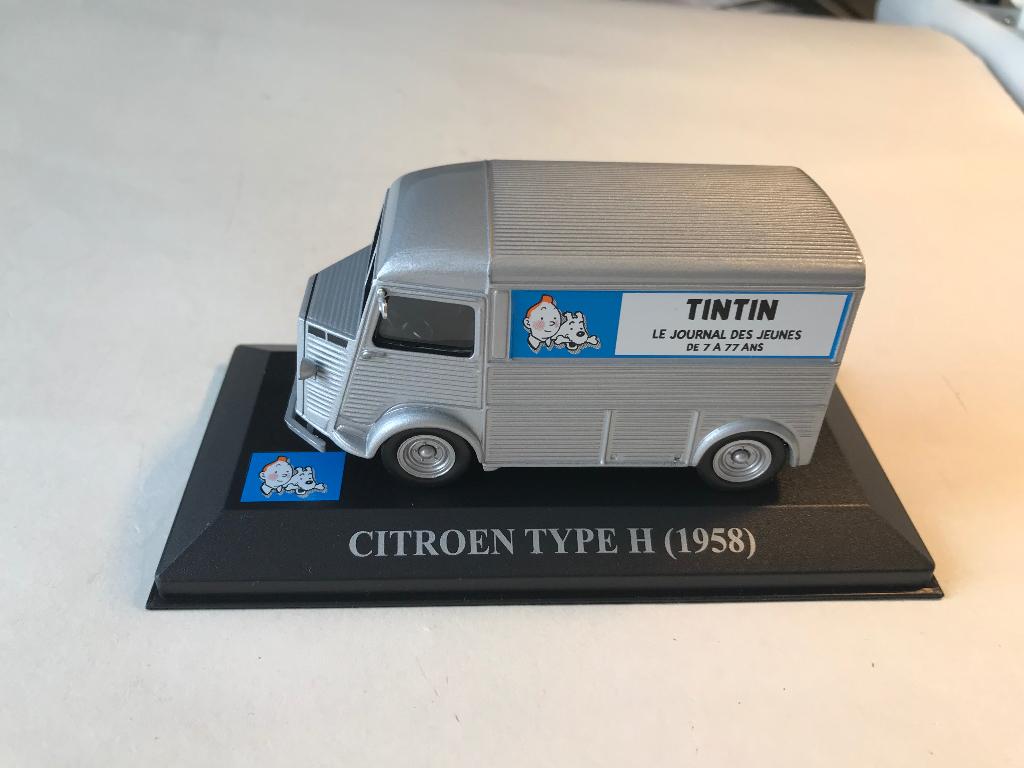 TINTIN
LE JOURNAL DES JEUNES
DE 7 A 77 ANS
CITROEN TYPE H (1958)